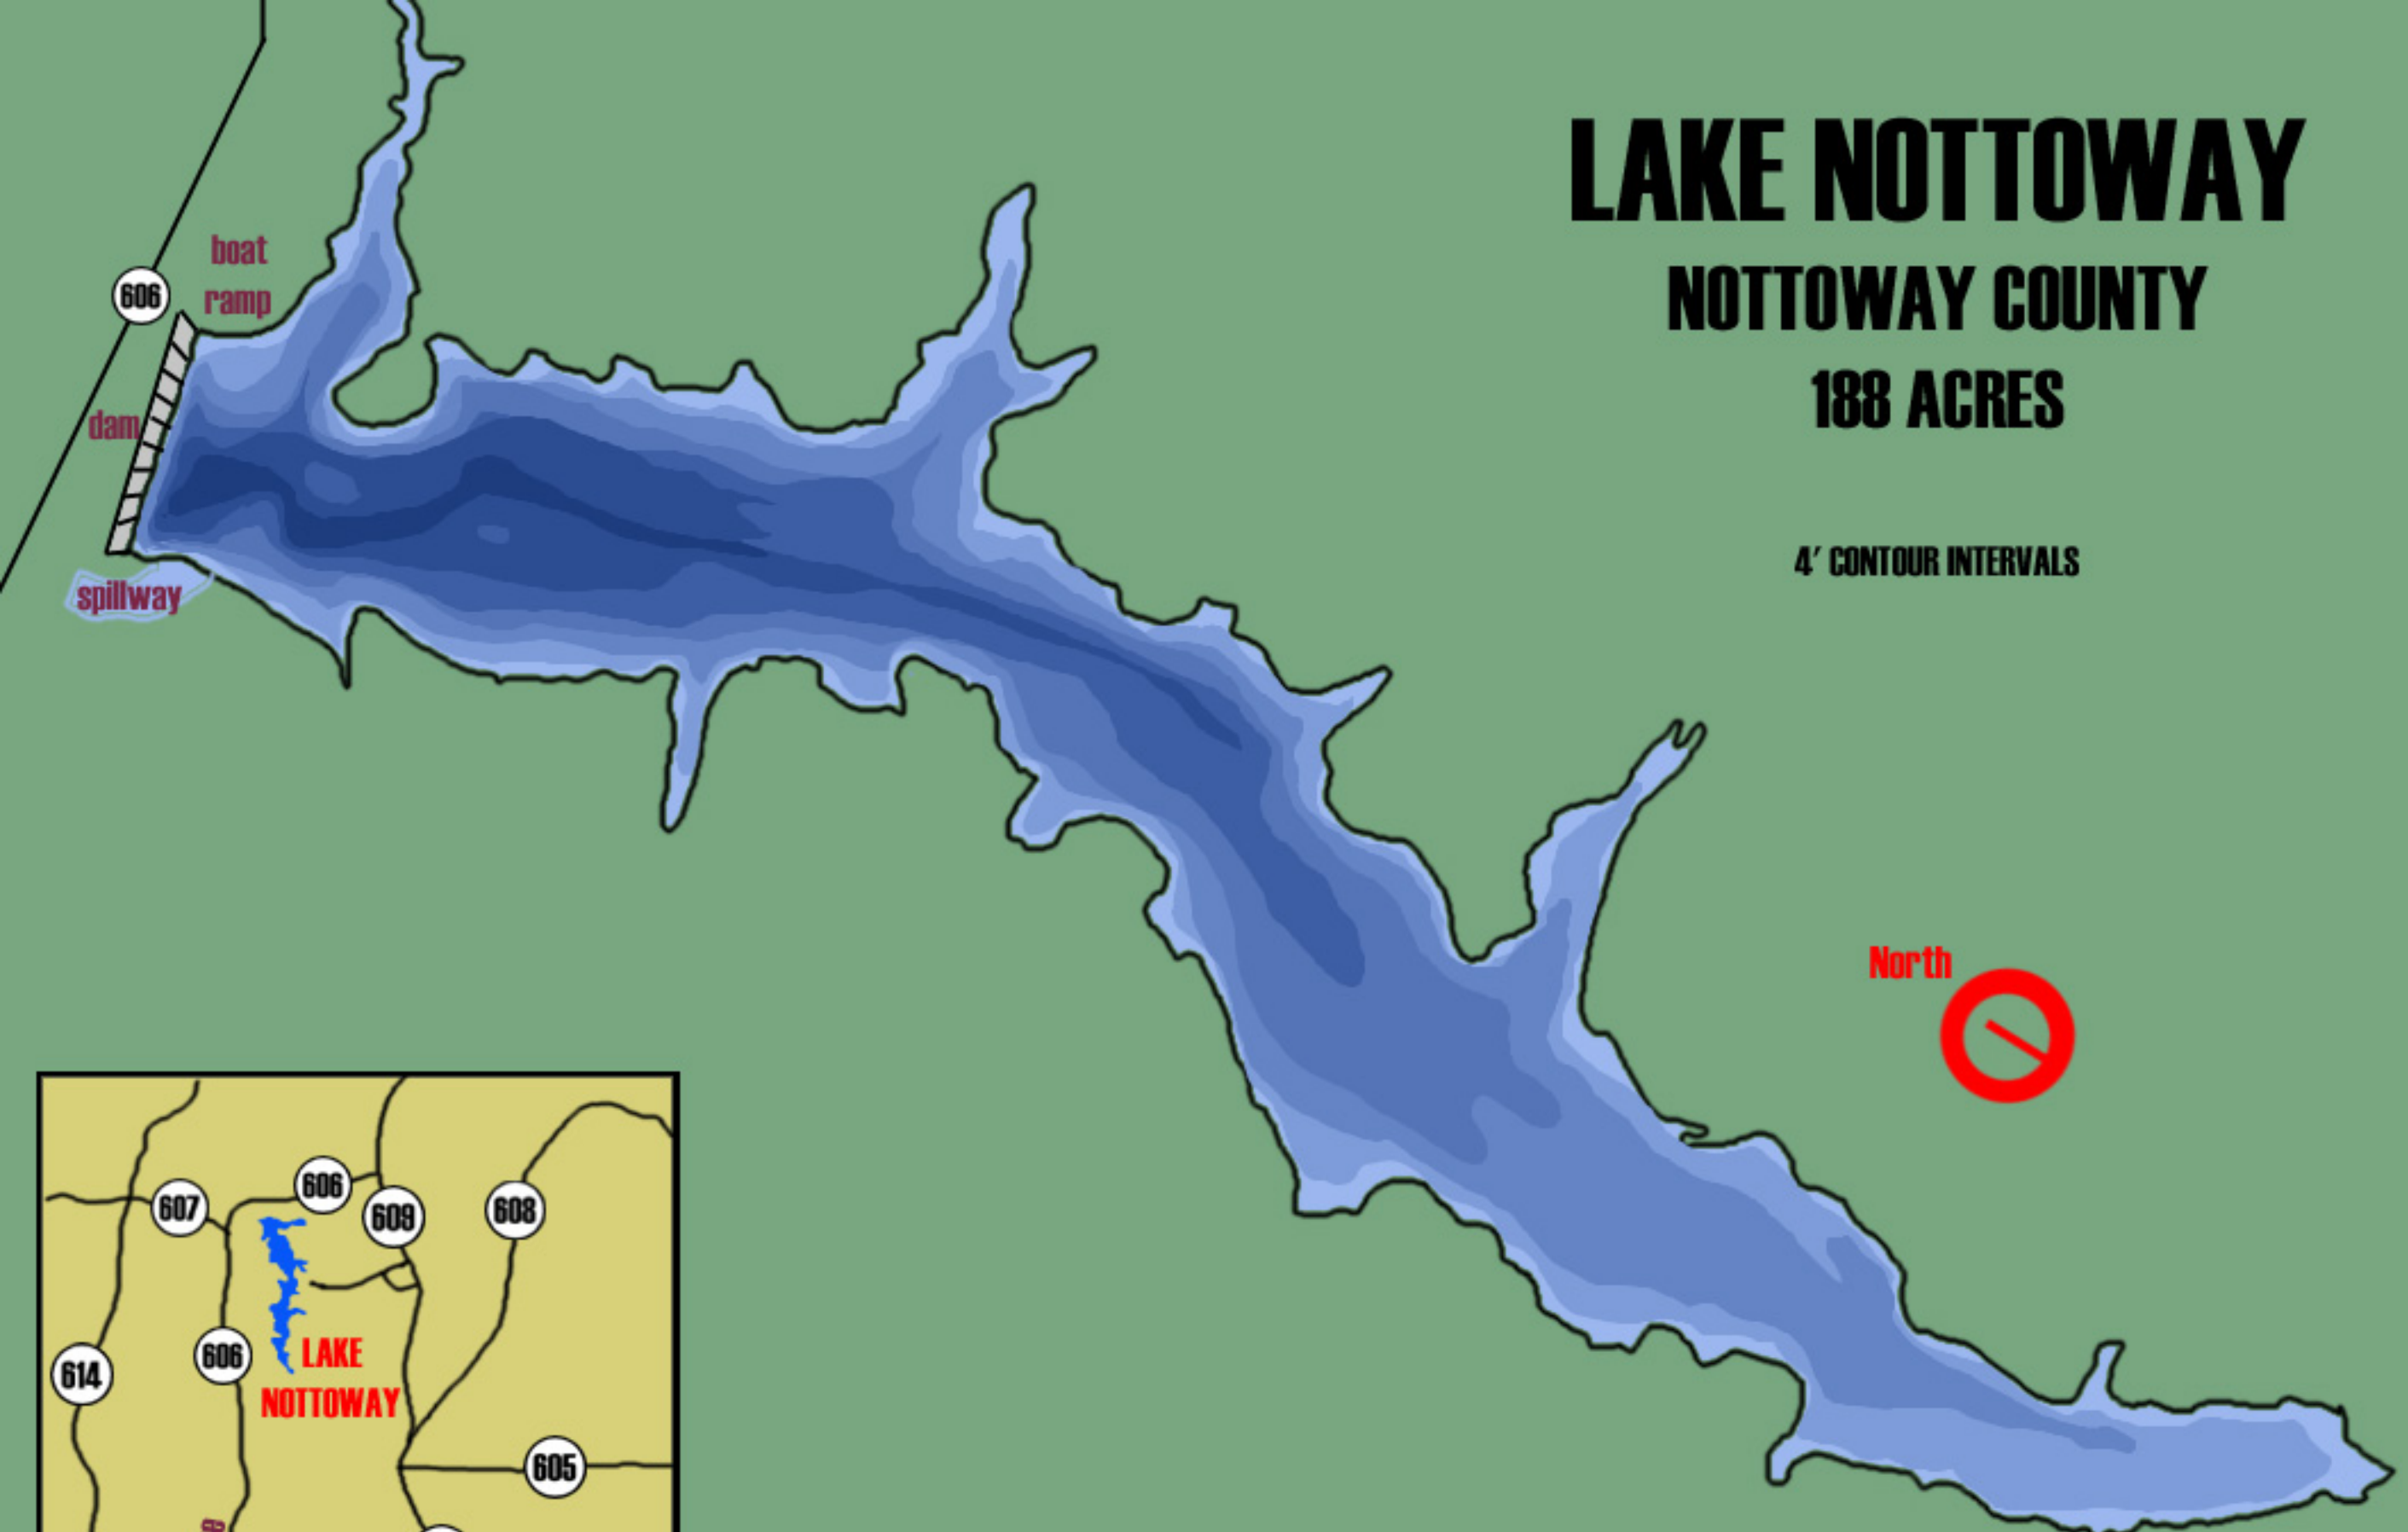 LAKE NOTTOWAY
NOTTOWAY COUNTY
188 ACRES
4' CONTOUR INTERVALS
boat
ramp
606
dam
spillway
North
606
607
609
608
LAKE
NOTTOWAY
606
614
605